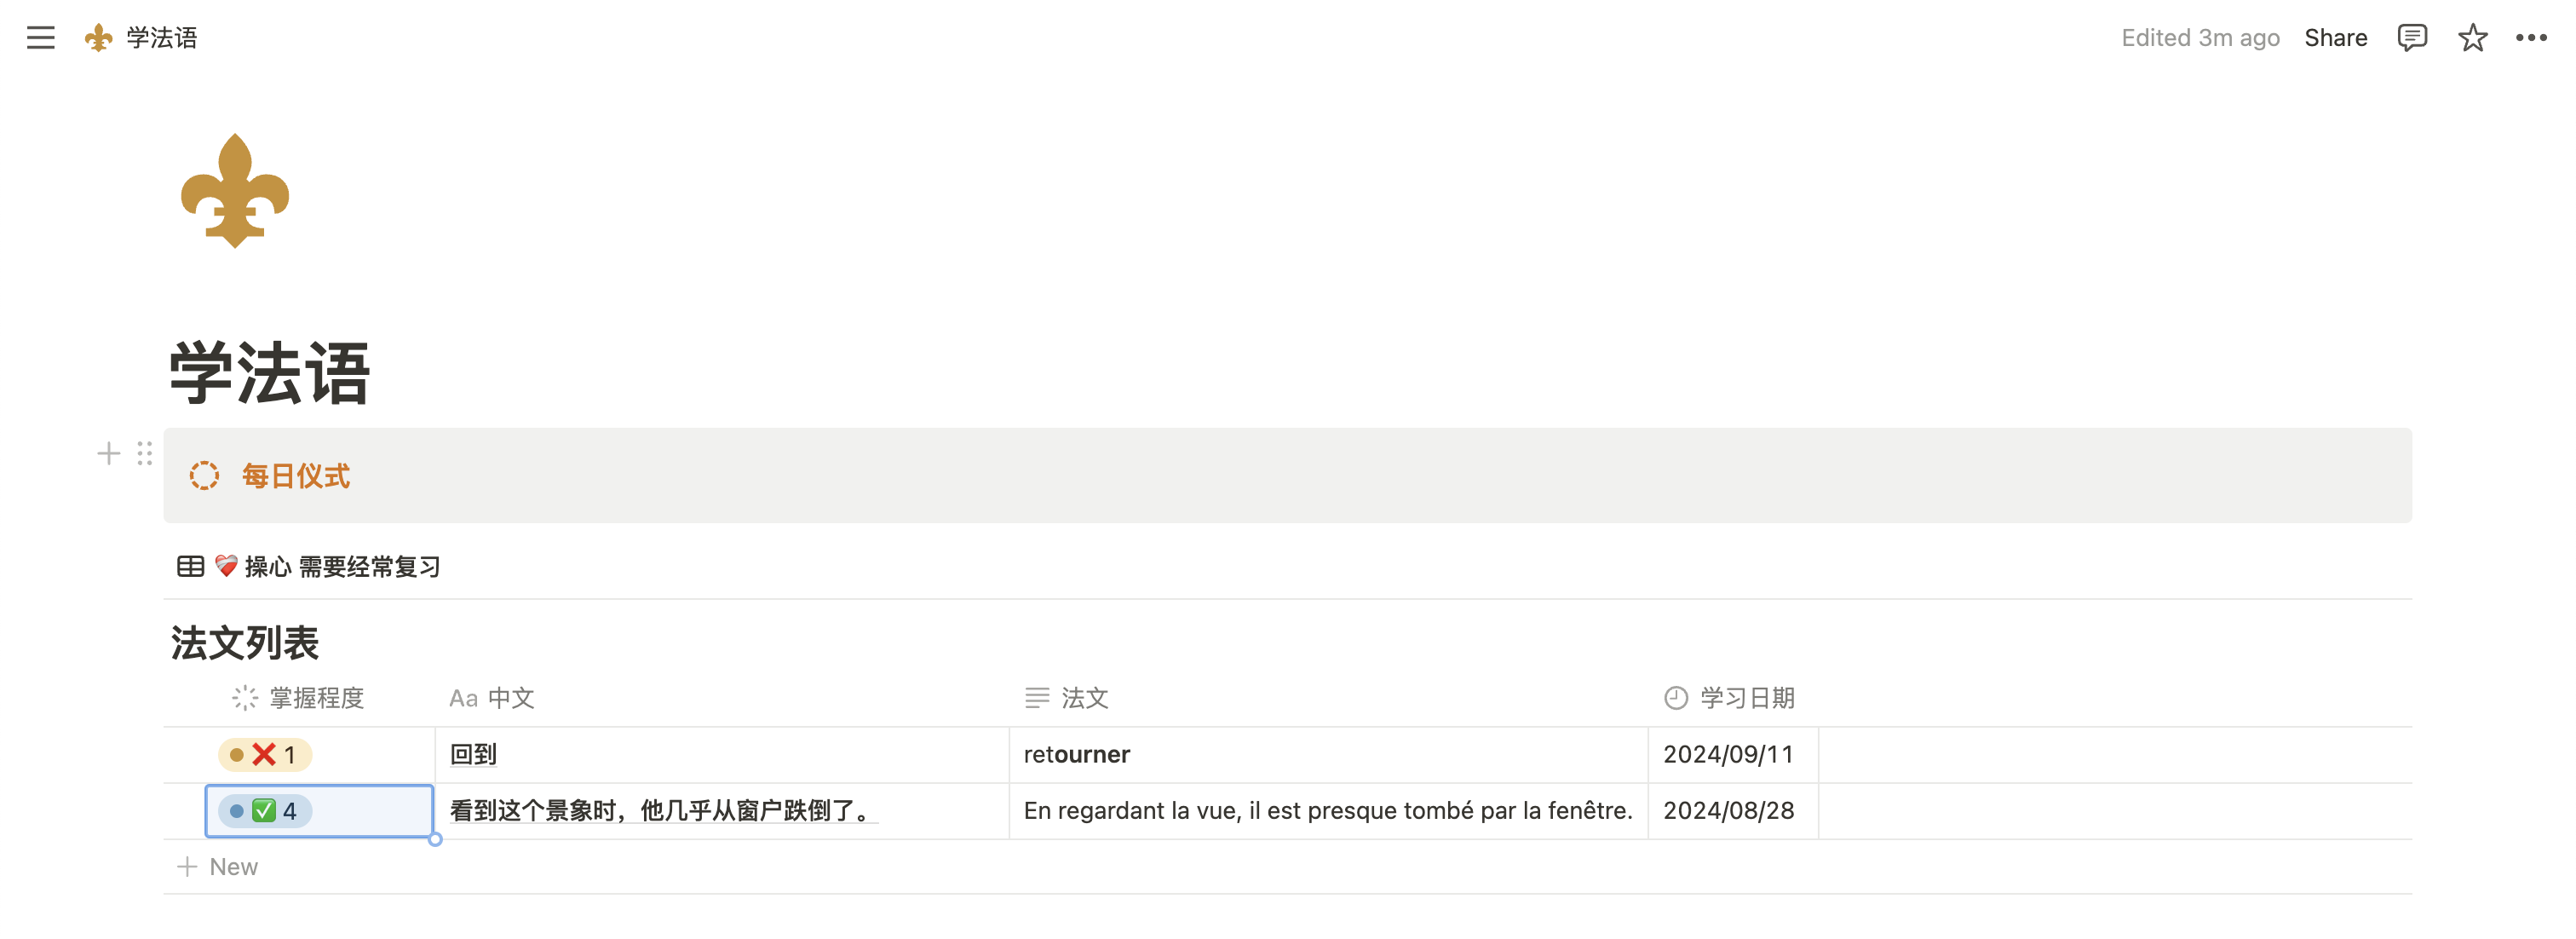 学法语
Edited 3m ago Share
学法语
每日仪式
操心 需要经常复习
法文列表
掌握程度 Aa 中文 法文 学习日期
❌ 1 回到 retourner 2024/09/11
✅ 4 看到这个景象时，他几乎从窗户跌倒了。 En regardant la vue, il est presque tombé par la fenêtre. 2024/08/28
+ New